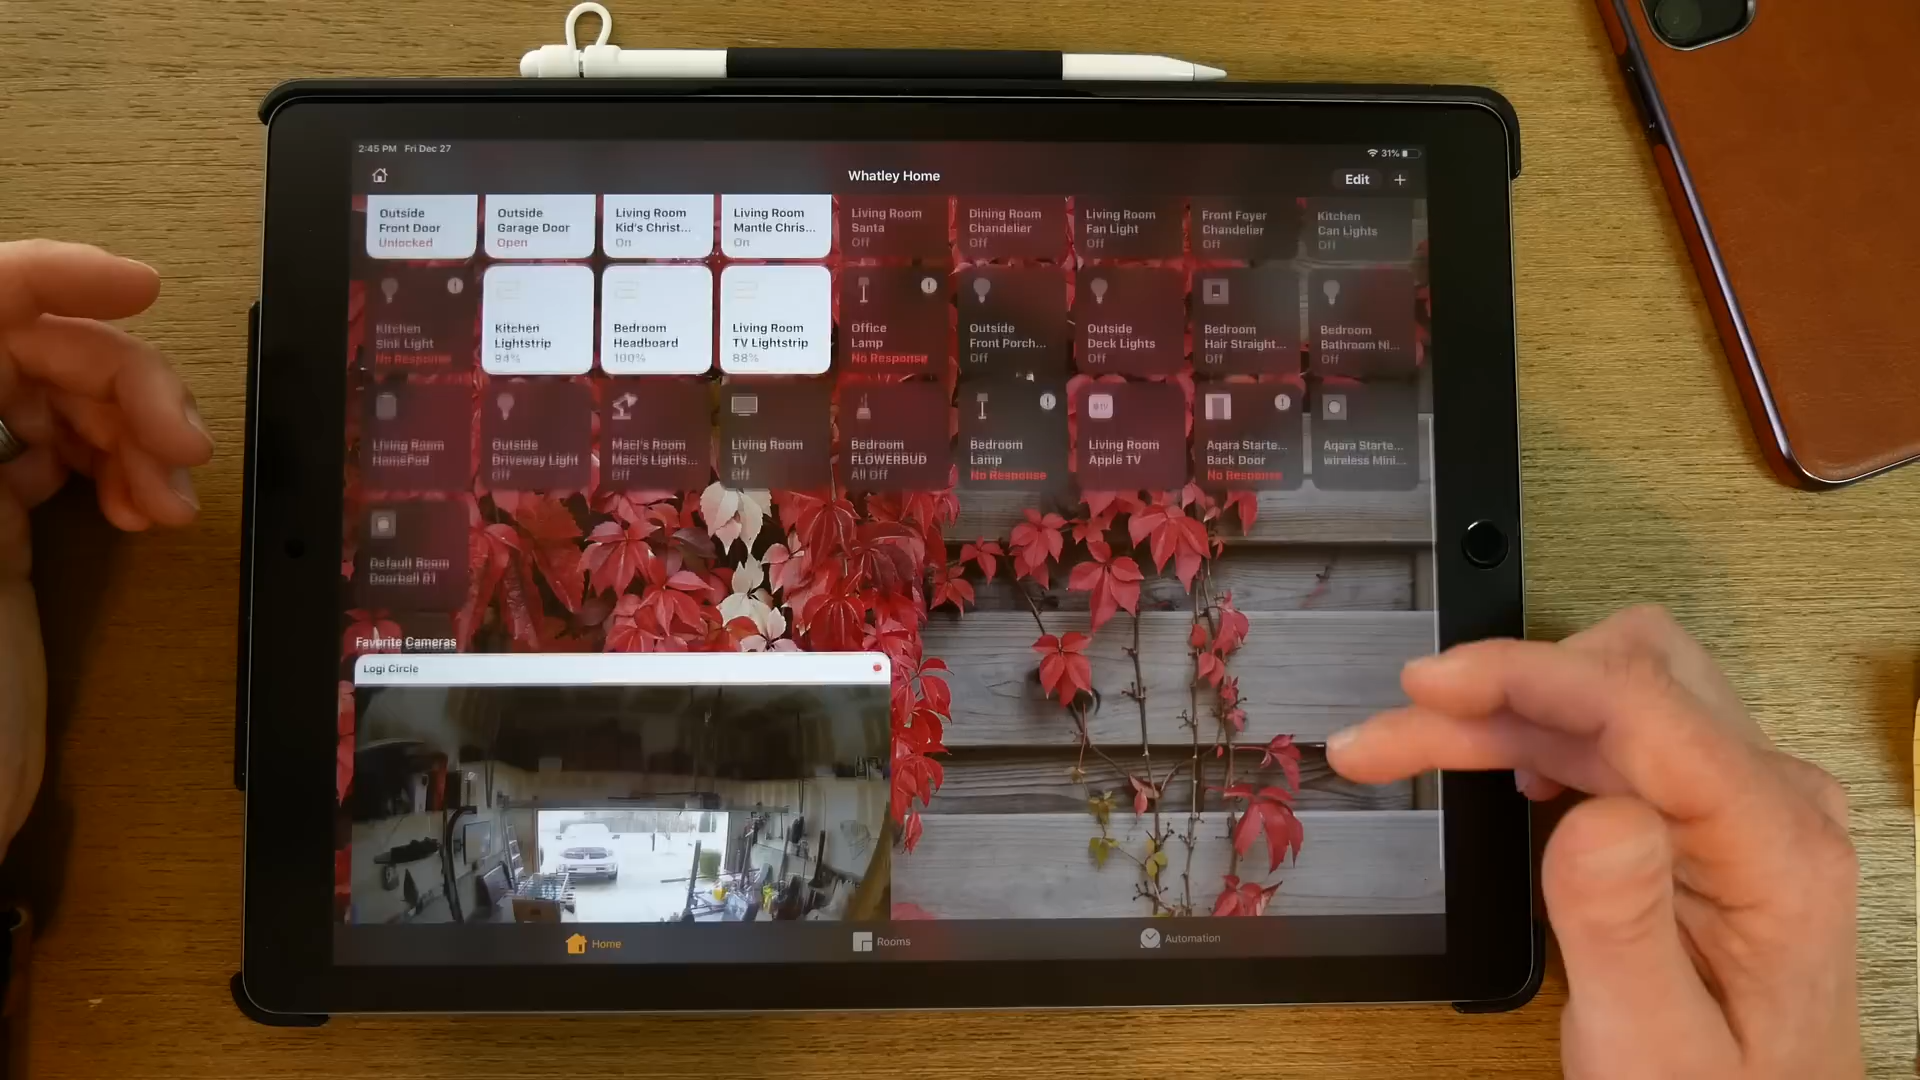 2:45 PM Fri Dec 27
31%
Whatley Home
Edit +
Outside
Front Door
Unlocked
Outside
Garage Door
Open
Living Room
Kid's Christ...
On
Living Room
Mantle Chris...
On
Living Room
Santa
Off
Dining Room
Chandelier
Off
Living Room
Fan Light
Off
Front Foyer
Chandelier
Off
Kitchen
Can Lights
Off
Kitchen
Sink Light
No Response
Kitchen
Lightstrip
94%
Bedroom
Headboard
100%
Living Room
TV Lightstrip
88%
Office
Lamp
No Response
Outside
Front Porch...
Off
Outside
Deck Lights
Off
Bedroom
Hair Straight...
Off
Bedroom
Bathroom Ni...
Off
Living Room
HomePod
Outside
Driveway Light
Off
Maci's Room
Maci's Lights...
Off
Living Room
TV
Off
Bedroom
FLOWERBUD
All Off
Bedroom
Lamp
No Response
tv
Living Room
Apple TV
Aqara Starte...
Back Door
No Response
Aqara Starte...
wireless Mini...
Default Room
Doorbell 01
Favorite Cameras
Logi Circle
Home
Rooms
Automation